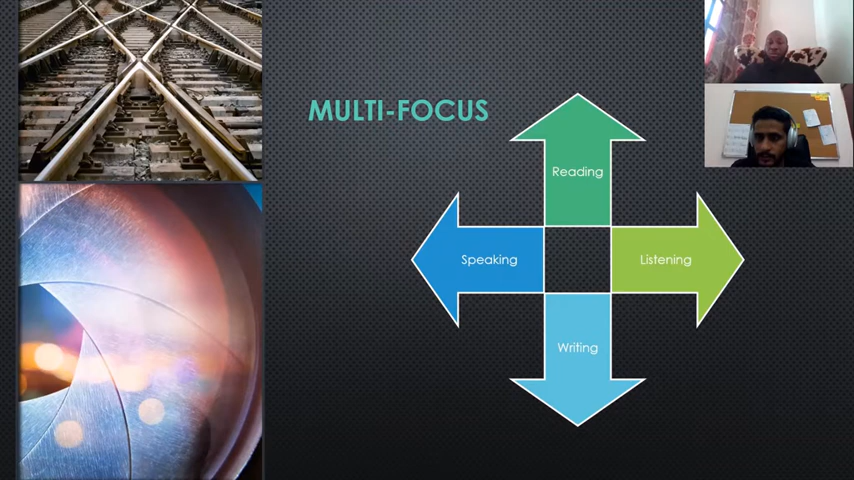 MULTI-FOCUS
Reading
Speaking
Listening
Writing